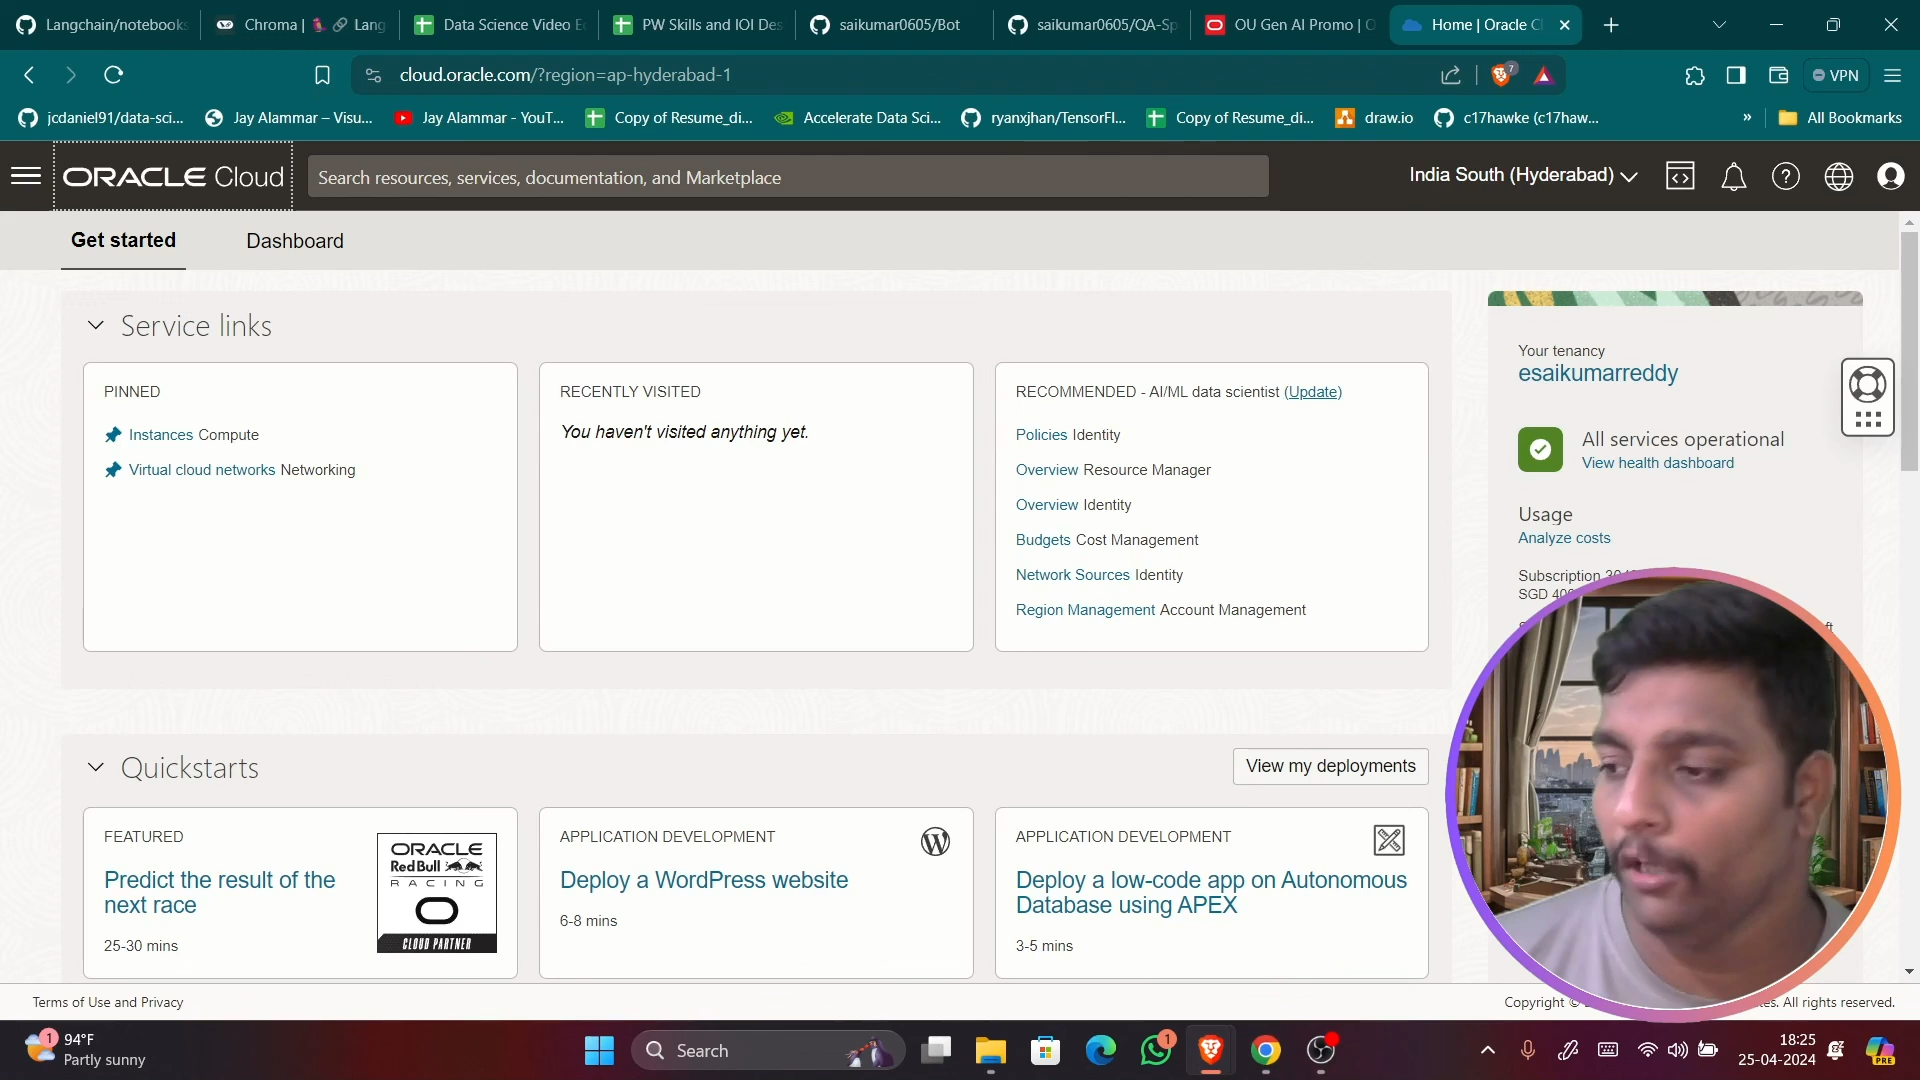 Langchain/notebooks
Chroma | 🦜️🔗 Lang
Data Science Video E
PW Skills and IOI Des
saikumar0605/Bot
saikumar0605/QA-Sp
OU Gen AI Promo | O
Home | Oracle Cl
cloud.oracle.com/?region=ap-hyderabad-1
7
VPN
jcdaniel91/data-sci...
Jay Alammar – Visu...
Jay Alammar - YouT...
Copy of Resume_di...
Accelerate Data Sci...
ryanxjhan/TensorFl...
Copy of Resume_di...
draw.io
c17hawke (c17haw...
»
All Bookmarks
ORACLE Cloud
Search resources, services, documentation, and Marketplace
India South (Hyderabad)
Get started
Dashboard
Service links
PINNED
Instances Compute
Virtual cloud networks Networking
RECENTLY VISITED
You haven't visited anything yet.
RECOMMENDED - AI/ML data scientist (Update)
Policies Identity
Overview Resource Manager
Overview Identity
Budgets Cost Management
Network Sources Identity
Region Management Account Management
Your tenancy
esaikumarreddy
All services operational
View health dashboard
Usage
Analyze costs
Subscription
SGD
Quickstarts
View my deployments
FEATURED
Predict the result of the
next race
25-30 mins
ORACLE
Red Bull
RACING
CLOUD PARTNER
APPLICATION DEVELOPMENT
Deploy a WordPress website
6-8 mins
APPLICATION DEVELOPMENT
Deploy a low-code app on Autonomous
Database using APEX
3-5 mins
Terms of Use and Privacy
Copyright ©
All rights reserved.
1
94°F
Partly sunny
Search
1
18:25
25-04-2024
PRE